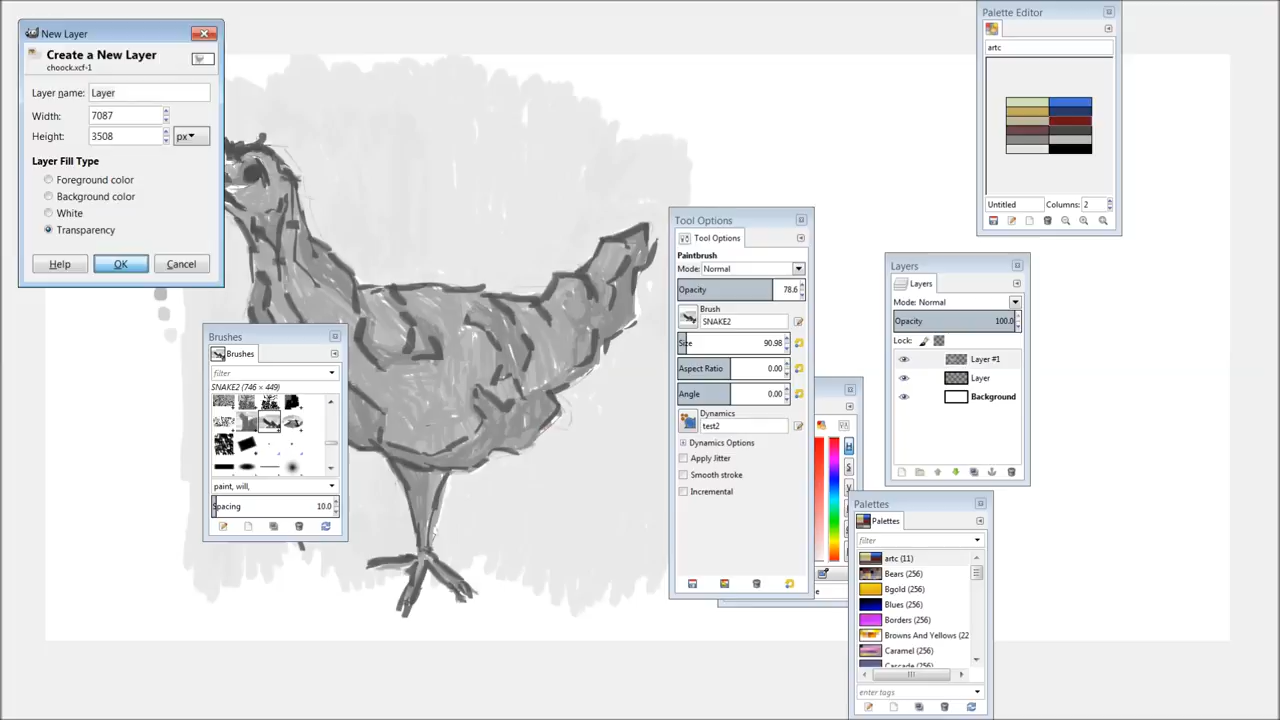 New Layer
Create a New Layer
choock.xcf-1
Layer name: Layer
Width: 7087
Height: 3508
px
Layer Fill Type
Foreground color
Background color
White
Transparency
Help
OK
Cancel
Brushes
Brushes
filter
SNAKE2 (746 × 449)
paint, will,
Spacing 10.0
Tool Options
Tool Options
Paintbrush
Mode: Normal
Opacity 78.6
Brush
SNAKE2
Size 90.98
Aspect Ratio 0.00
Angle 0.00
Dynamics
test2
Dynamics Options
Apply Jitter
Smooth stroke
Incremental
Palette Editor
artc
Untitled Columns: 2
Layers
Layers
Mode: Normal
Opacity 100.0
Lock:
Layer #1
Layer
Background
H
S
Palettes
Palettes
filter
artc (11)
Bears (256)
Bgold (256)
Blues (256)
Borders (256)
Browns And Yellows (22
Caramel (256)
Cascade (256)
enter tags